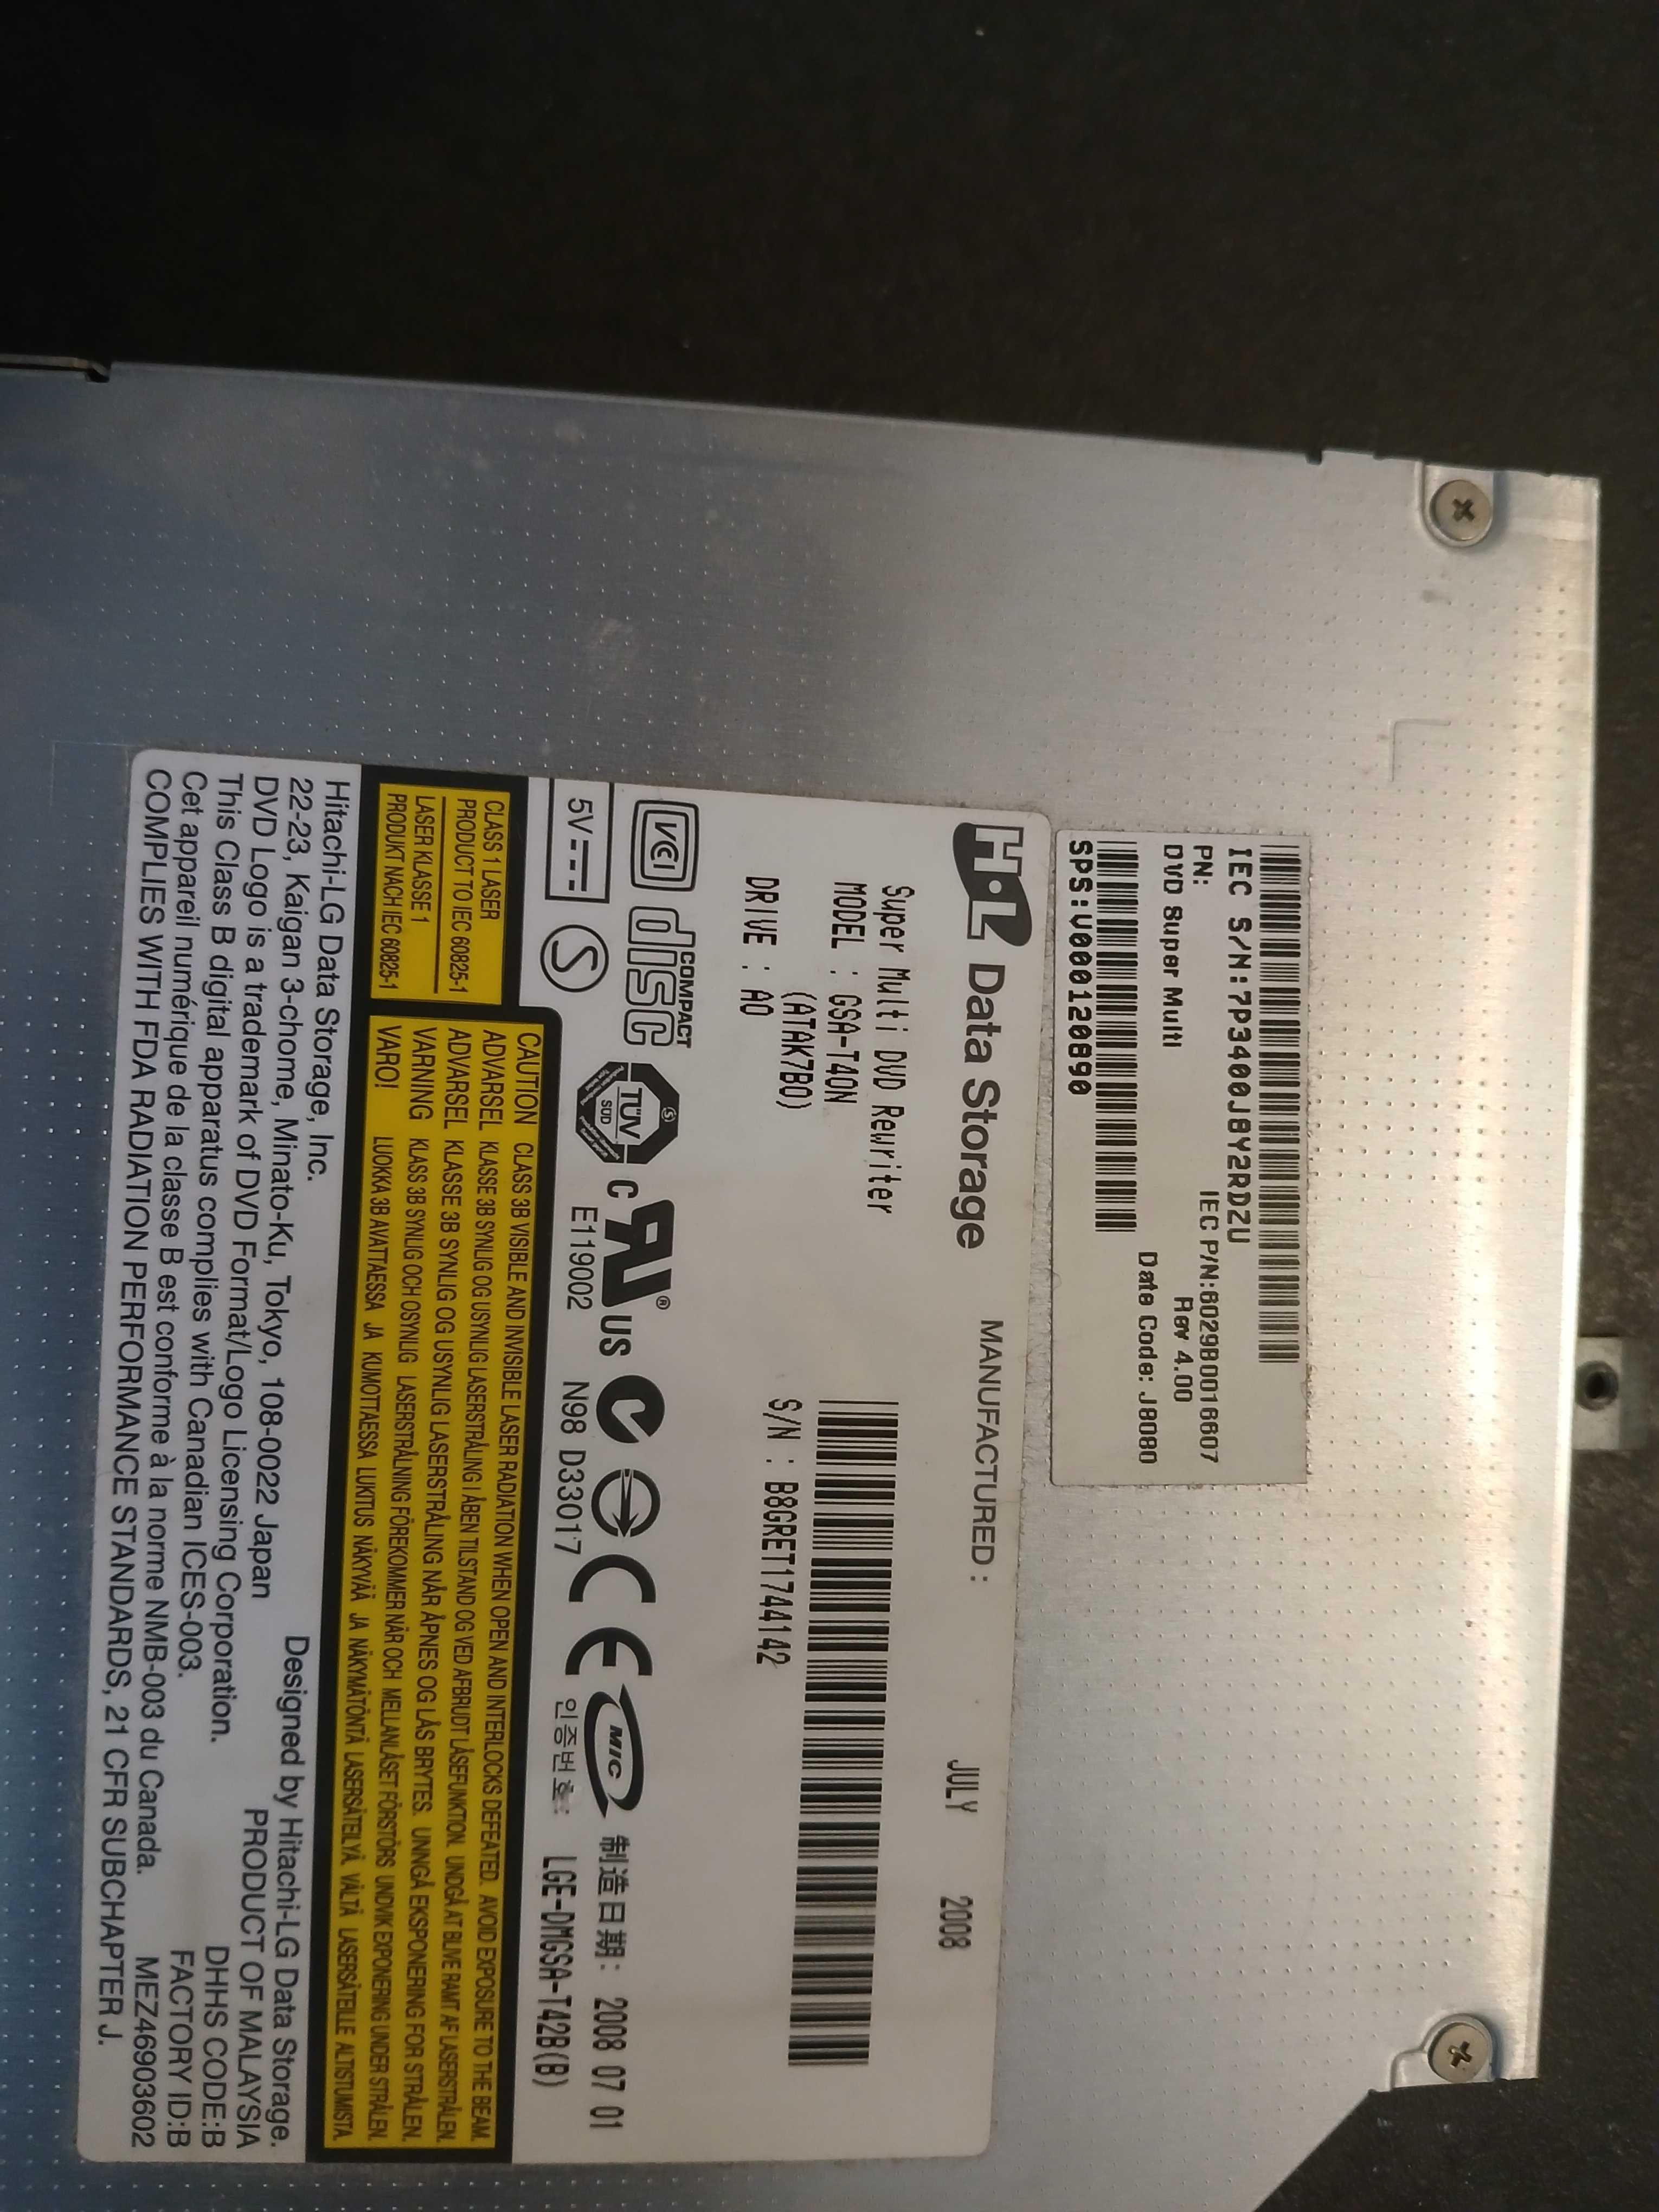 IEC S/N:7P3400J8Y2RDZU
PN: IEC P/N:6029B0016607
DVD Super Multi Rev 4.00
Date Code: J8080
SPS:V000120890
H·L Data Storage MANUFACTURED : JULY 2008
Super Multi DVD Rewriter
MODEL : GSA-T40N
(ATAK7B0)
DRIVE : A0
S/N : B8GRET1744142
VCI COMPACT disc TÜV SÜD c RU ® US CE MIC 制造日期: 2008 07 01
5V S E119002 N98 D33017 인증번호: LGE-DMGSA-T42B(B)
CLASS 1 LASER
PRODUCT TO IEC 60825-1
LASER KLASSE 1
PRODUKT NACH IEC 60825-1
CAUTION CLASS 3B VISIBLE AND INVISIBLE LASER RADIATION WHEN OPEN AND INTERLOCKS DEFEATED. AVOID EXPOSURE TO THE BEAM.
ADVARSEL KLASSE 3B SYNLIG OG USYNLIG LASERSTRÅLING I ÅBEN TILSTAND OG VED AFBRUDT LÅSEFUNKTION. UNDGÅ AT BLIVE RAMT AF LASERSTRÅLEN.
ADVARSEL KLASSE 3B SYNLIG OG USYNLIG LASERSTRÅLING NÅR ÅPNES OG LÅS BRYTES. UNNGÅ EKSPONERING FOR STRÅLEN.
VARNING KLASS 3B SYNLIG OCH OSYNLIG LASERSTRÅLNING FÖREKOMMER NÄR OCH MELLANLÅSET FÖRSTÖRS UNDVIK EXPONERING UNDER STRÅLEN.
VARO! LUOKKA 3B AVATTAESSA JA KUMOTTAESSA LUKITUS NÄKYVÄÄ JA NÄKYMÄTÖNTÄ LASERSÄTEILYÄ. VÄLTÄ LASERSÄTEILLE ALTISTUMISTA.
Hitachi-LG Data Storage, Inc. Designed by Hitachi-LG Data Storage.
22-23, Kaigan 3-chome, Minato-Ku, Tokyo, 108-0022 Japan PRODUCT OF MALAYSIA
DVD Logo is a trademark of DVD Format/Logo Licensing Corporation. DHHS CODE:B
This Class B digital apparatus complies with Canadian ICES-003. FACTORY ID:B
Cet appareil numérique de la classe B est conforme à la norme NMB-003 du Canada. MEZ46903602
COMPLIES WITH FDA RADIATION PERFORMANCE STANDARDS, 21 CFR SUBCHAPTER J.